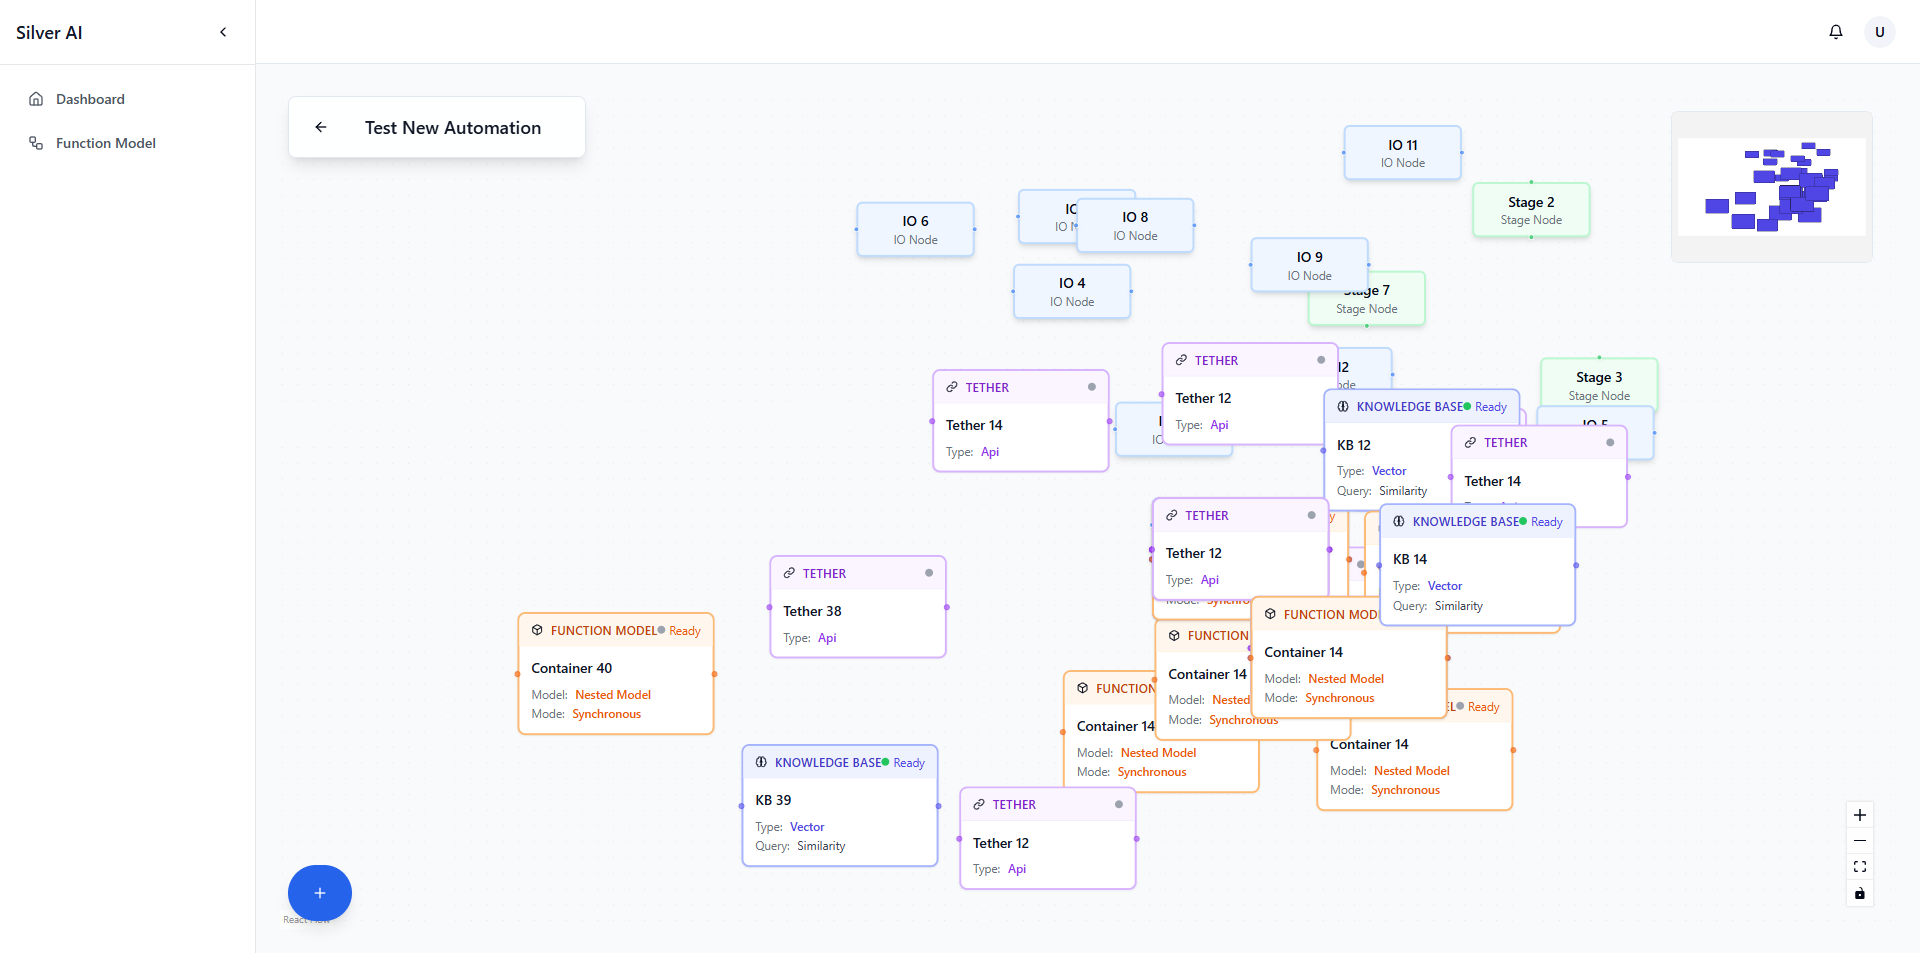 Silver AI
U
Dashboard
Function Model
Test New Automation
IO 11
IO Node
Stage 2
Stage Node
IO 6
IO Node
IO 8
IO Node
IO 9
IO Node
IO 4
IO Node
Stage 7
Stage Node
TETHER
Tether 12
Type: Api
TETHER
Tether 14
Type: Api
Stage 3
Stage Node
IO 5
KNOWLEDGE BASE Ready
KB 12
Type: Vector
Query: Similarity
TETHER
Tether 14
KNOWLEDGE BASE Ready
KB 14
Type: Vector
Query: Similarity
TETHER
Tether 12
Type: Api
Mode: Synchro
TETHER
Tether 38
Type: Api
FUNCTION MODEL Ready
Container 40
Model: Nested Model
Mode: Synchronous
FUNCTION MODE
Container 14
Model: Nested Model
Mode: Synchronous
FUNCTION
Container 14
Model: Nested
Mode: Synchronous
FUNCTION
Container 14
Model: Nested Model
Mode: Synchronous
Ready
Container 14
Model: Nested Model
Mode: Synchronous
KNOWLEDGE BASE Ready
KB 39
Type: Vector
Query: Similarity
TETHER
Tether 12
Type: Api
React Flow